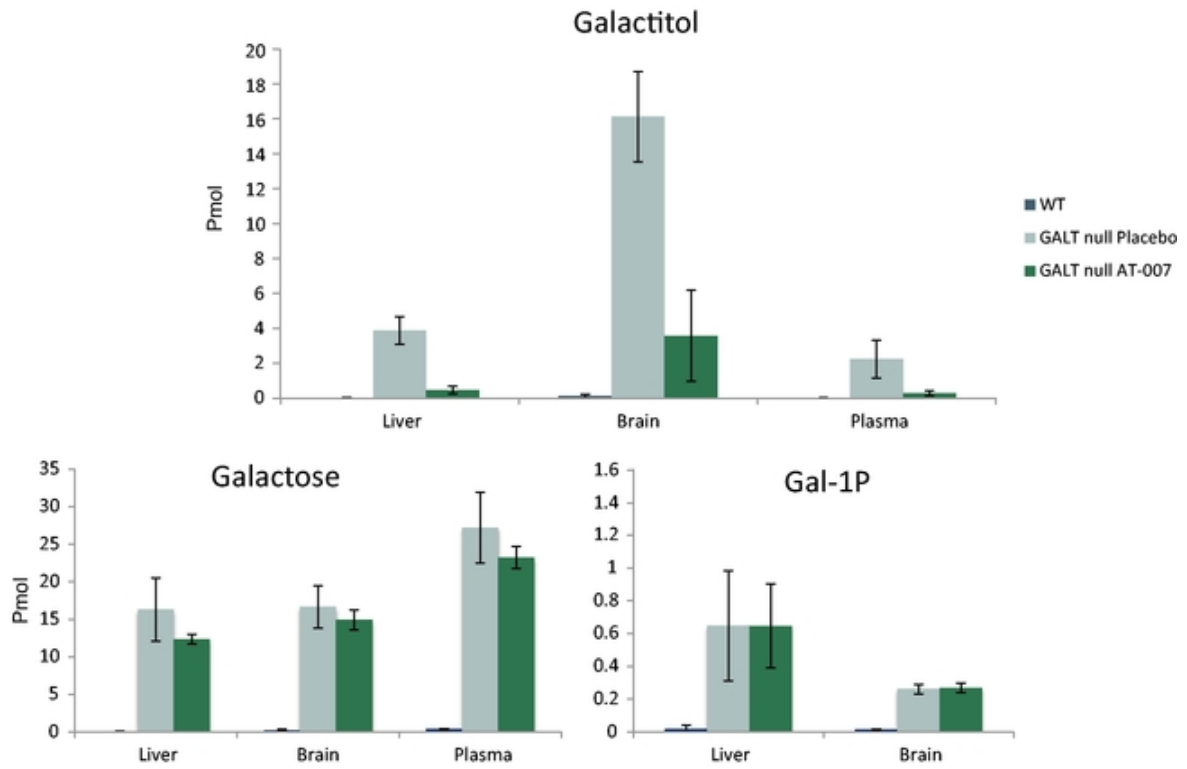 Galactitol
Pmol
20
18
16
14
12
10
8
6
4
2
0
Liver Brain Plasma
WT
GALT null Placebo
GALT null AT-007
Galactose
Pmol
35
30
25
20
15
10
5
0
Liver Brain Plasma
Gal-1P
1.6
1.4
1.2
1
0.8
0.6
0.4
0.2
0
Liver Brain